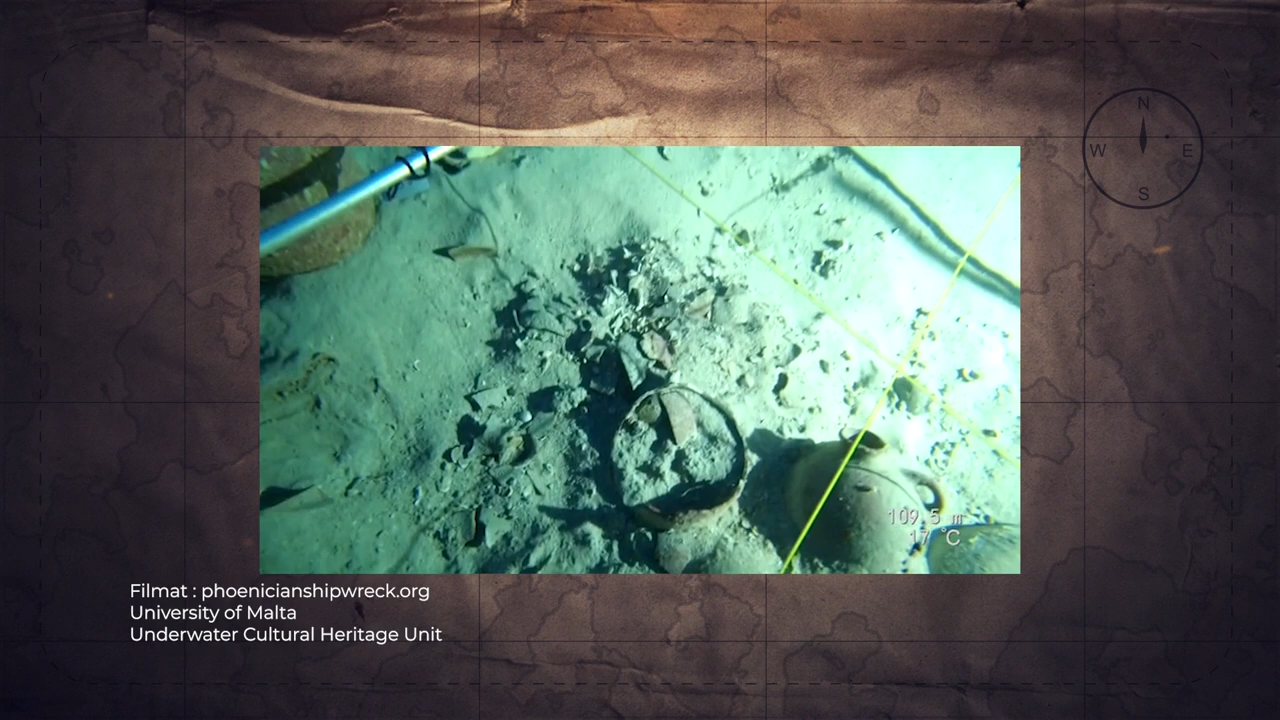 N
W E
S
109.5 m
17 °C
Filmat : phoenicianshipwreck.org
University of Malta
Underwater Cultural Heritage Unit